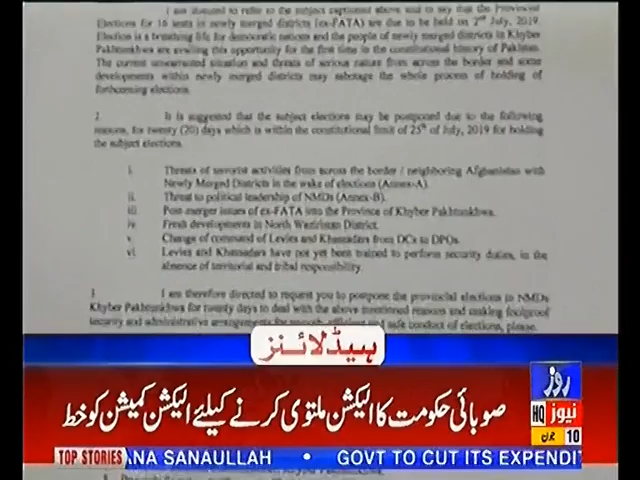 I am directed to refer to the subject captioned above and to say that the Provincial
Elections for 16 seats in newly merged districts (ex-FATA) are due to be held on 2nd July, 2019.
Election is a breathing life for democratic nations and the people of newly merged districts in Khyber
Pakhtunkhwa are availing this opportunity for the first time in the constitutional history of Pakistan.
The current unwarranted situation and threats of serious nature from across the border and some
developments within newly merged districts may sabotage the whole process of holding of
forthcoming elections.
2. It is suggested that the subject elections may be postponed due to the following
reasons, for twenty (20) days which is within the constitutional limit of 25th of July, 2019 for holding
the subject elections.
i. Threats of terrorist activities from across the border / neighboring Afghanistan with
Newly Merged Districts in the wake of elections (Annex-A).
ii. Threat to political leadership of NMDs (Annex-B).
iii. Post-merger issues of ex-FATA into the Province of Khyber Pakhtunkhwa.
iv. Fresh developments in North Waziristan District.
v. Change of command of Levies and Khassadars from DCs to DPOs.
vi. Levies and Khassadars have not yet been trained to perform security duties, in the
absence of territorial and tribal responsibility.
3. I am therefore directed to request you to postpone the provincial elections in NMDs
Khyber Pakhtunkhwa for twenty days to deal with the above mentioned reasons and making foolproof
security and administrative arrangements for safe conduct of elections, please.
ہیڈلائنز
صوبائی حکومت کا الیکشن ملتوی کرنے کیلئے الیکشن کمیشن کو خط
روز
HQ نیوز
جون 10
TOP STORIES ANA SANAULLAH GOVT TO CUT ITS EXPENDIT